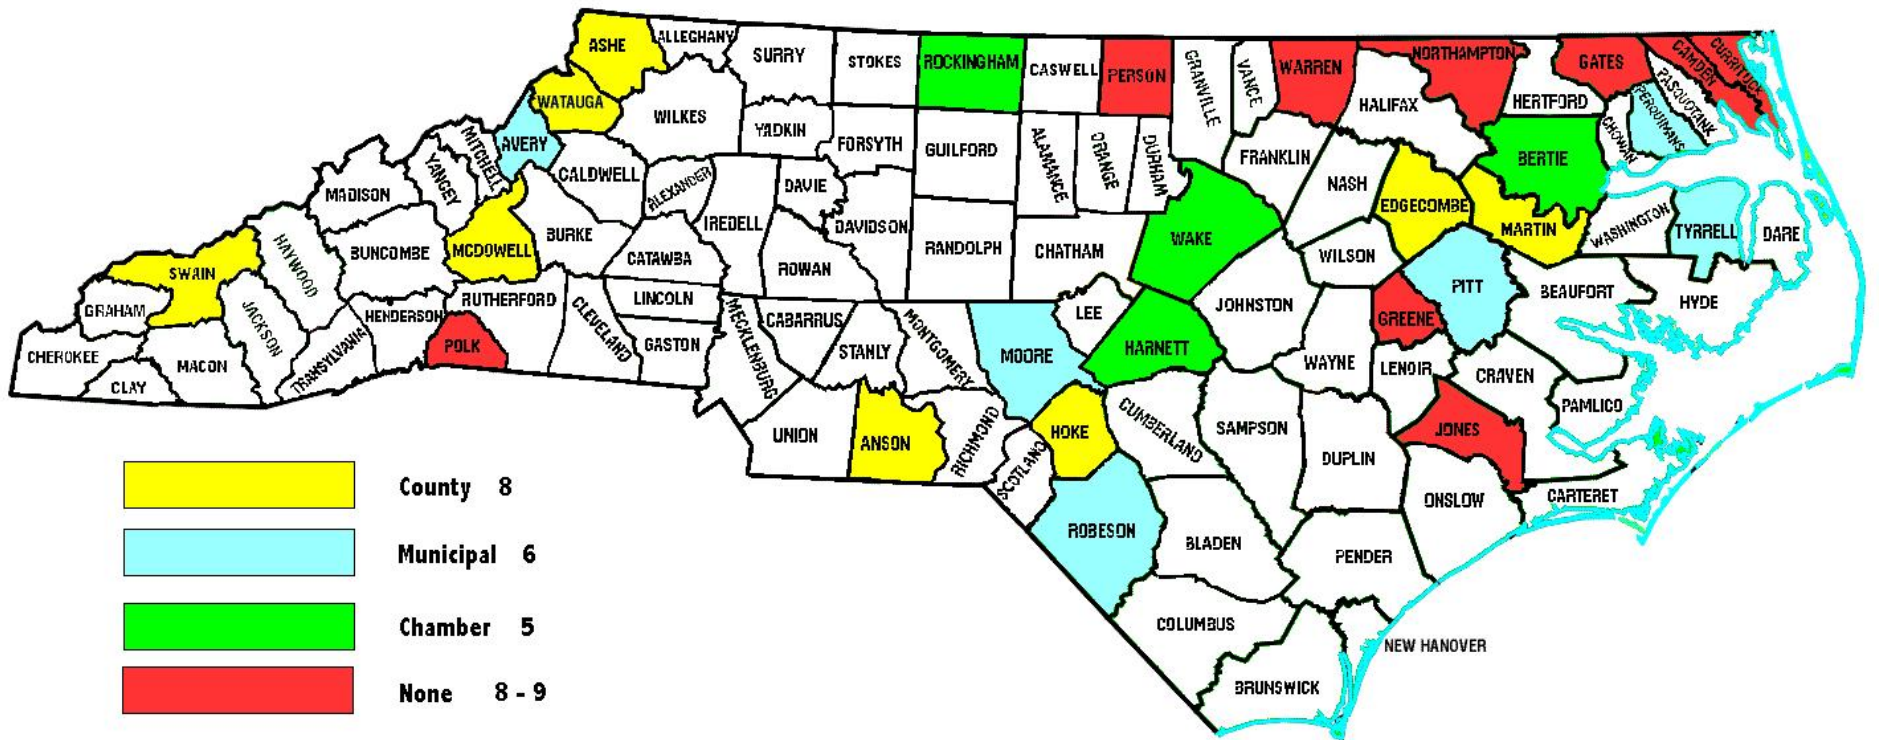 ASHE
ALLEGHANY
SURRY
STOKES
ROCKINGHAM
CASWELL
PERSON
GRANVILLE
VANCE
WARREN
NORTHAMPTON
GATES
CAMDEN
CURRITUCK
WATAUGA
WILKES
YADKIN
FORSYTH
GUILFORD
ALAMANCE
ORANGE
DURHAM
FRANKLIN
HALIFAX
HERTFORD
PASQUOTANK
PERQUIMANS
CHOWAN
BERTIE
AVERY
MITCHELL
YANCEY
MADISON
CALDWELL
ALEXANDER
IREDELL
DAVIE
DAVIDSON
RANDOLPH
CHATHAM
WAKE
NASH
EDGECOMBE
MARTIN
WASHINGTON
TYRRELL
DARE
SWAIN
HAYWOOD
BUNCOMBE
MCDOWELL
BURKE
CATAWBA
ROWAN
WILSON
PITT
BEAUFORT
HYDE
GRAHAM
JACKSON
HENDERSON
RUTHERFORD
LINCOLN
CLEVELAND
GASTON
MECKLENBURG
CABARRUS
STANLY
MONTGOMERY
MOORE
LEE
HARNETT
JOHNSTON
GREENE
WAYNE
LENOIR
CRAVEN
PAMLICO
CHEROKEE
CLAY
MACON
TRANSYLVANIA
POLK
UNION
ANSON
RICHMOND
SCOTLAND
HOKE
CUMBERLAND
SAMPSON
DUPLIN
JONES
ONSLOW
CARTERET
ROBESON
BLADEN
PENDER
COLUMBUS
NEW HANOVER
BRUNSWICK
County 8
Municipal 6
Chamber 5
None 8 - 9